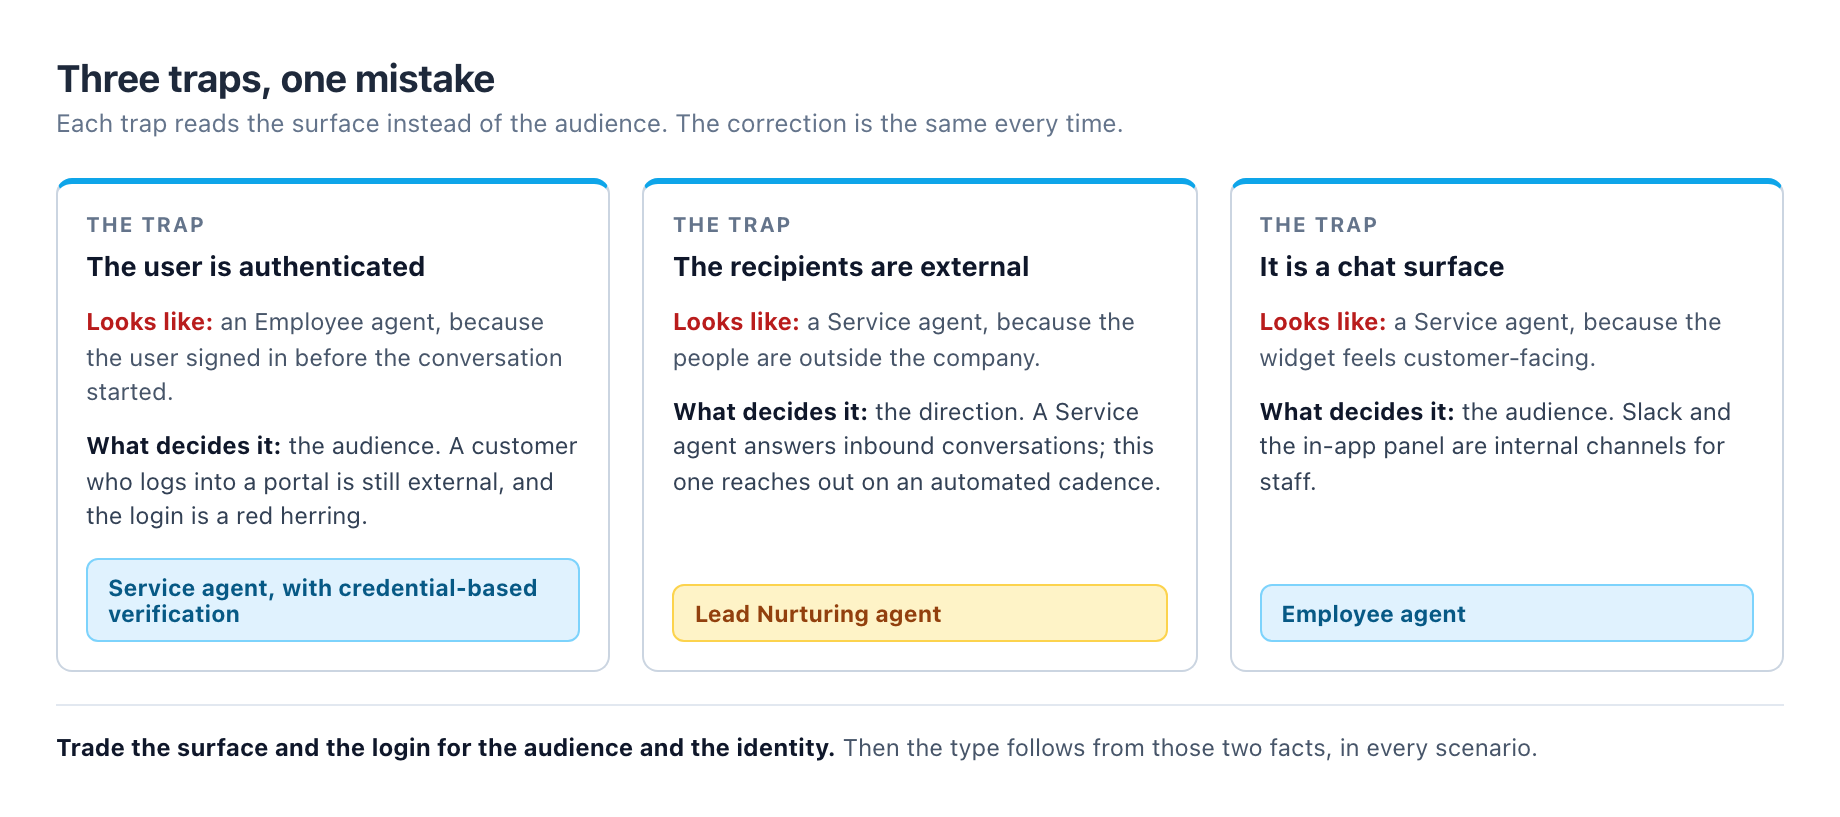 Three traps, one mistake
Each trap reads the surface instead of the audience. The correction is the same every time.
THE TRAP
The user is authenticated
Looks like: an Employee agent, because
the user signed in before the conversation
started.
What decides it: the audience. A customer
who logs into a portal is still external, and
the login is a red herring.
Service agent, with credential-based
verification
THE TRAP
The recipients are external
Looks like: a Service agent, because the
people are outside the company.
What decides it: the direction. A Service
agent answers inbound conversations; this
one reaches out on an automated cadence.
Lead Nurturing agent
THE TRAP
It is a chat surface
Looks like: a Service agent, because the
widget feels customer-facing.
What decides it: the audience. Slack and
the in-app panel are internal channels for
staff.
Employee agent
Trade the surface and the login for the audience and the identity. Then the type follows from those two facts, in every scenario.